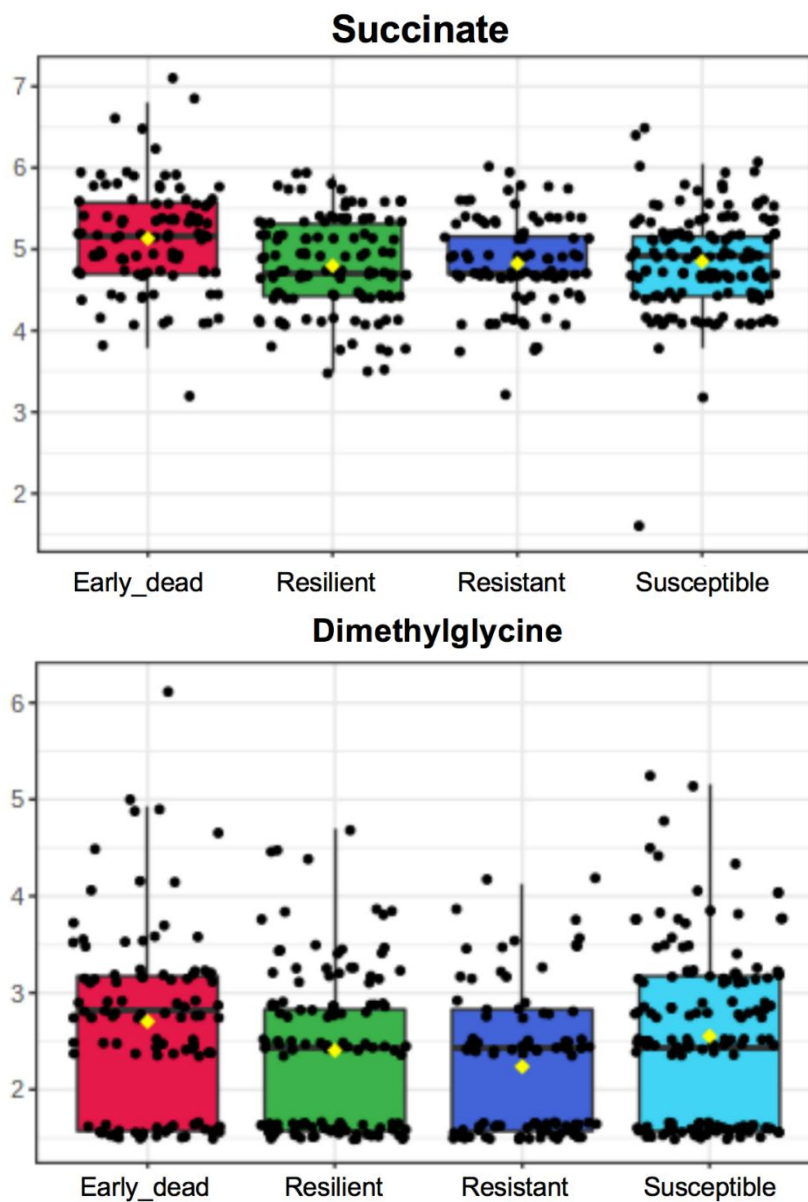 Succinate
7
6
5
4
3
2
Early_dead Resilient Resistant Susceptible
Dimethylglycine
6
5
4
3
2
Early_dead Resilient Resistant Susceptible